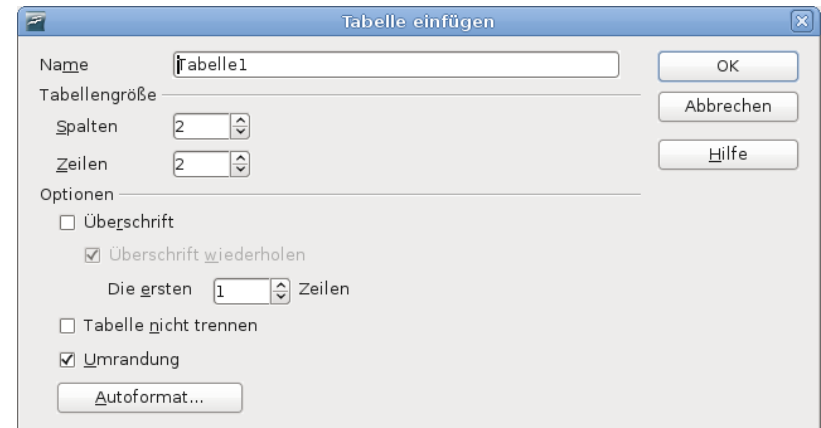 Tabelle einfügen
Name Tabelle1
OK
Tabellengröße
Abbrechen
Spalten 2
Hilfe
Zeilen 2
Optionen
Überschrift
Überschrift wiederholen
Die ersten 1 Zeilen
Tabelle nicht trennen
Umrandung
Autoformat...